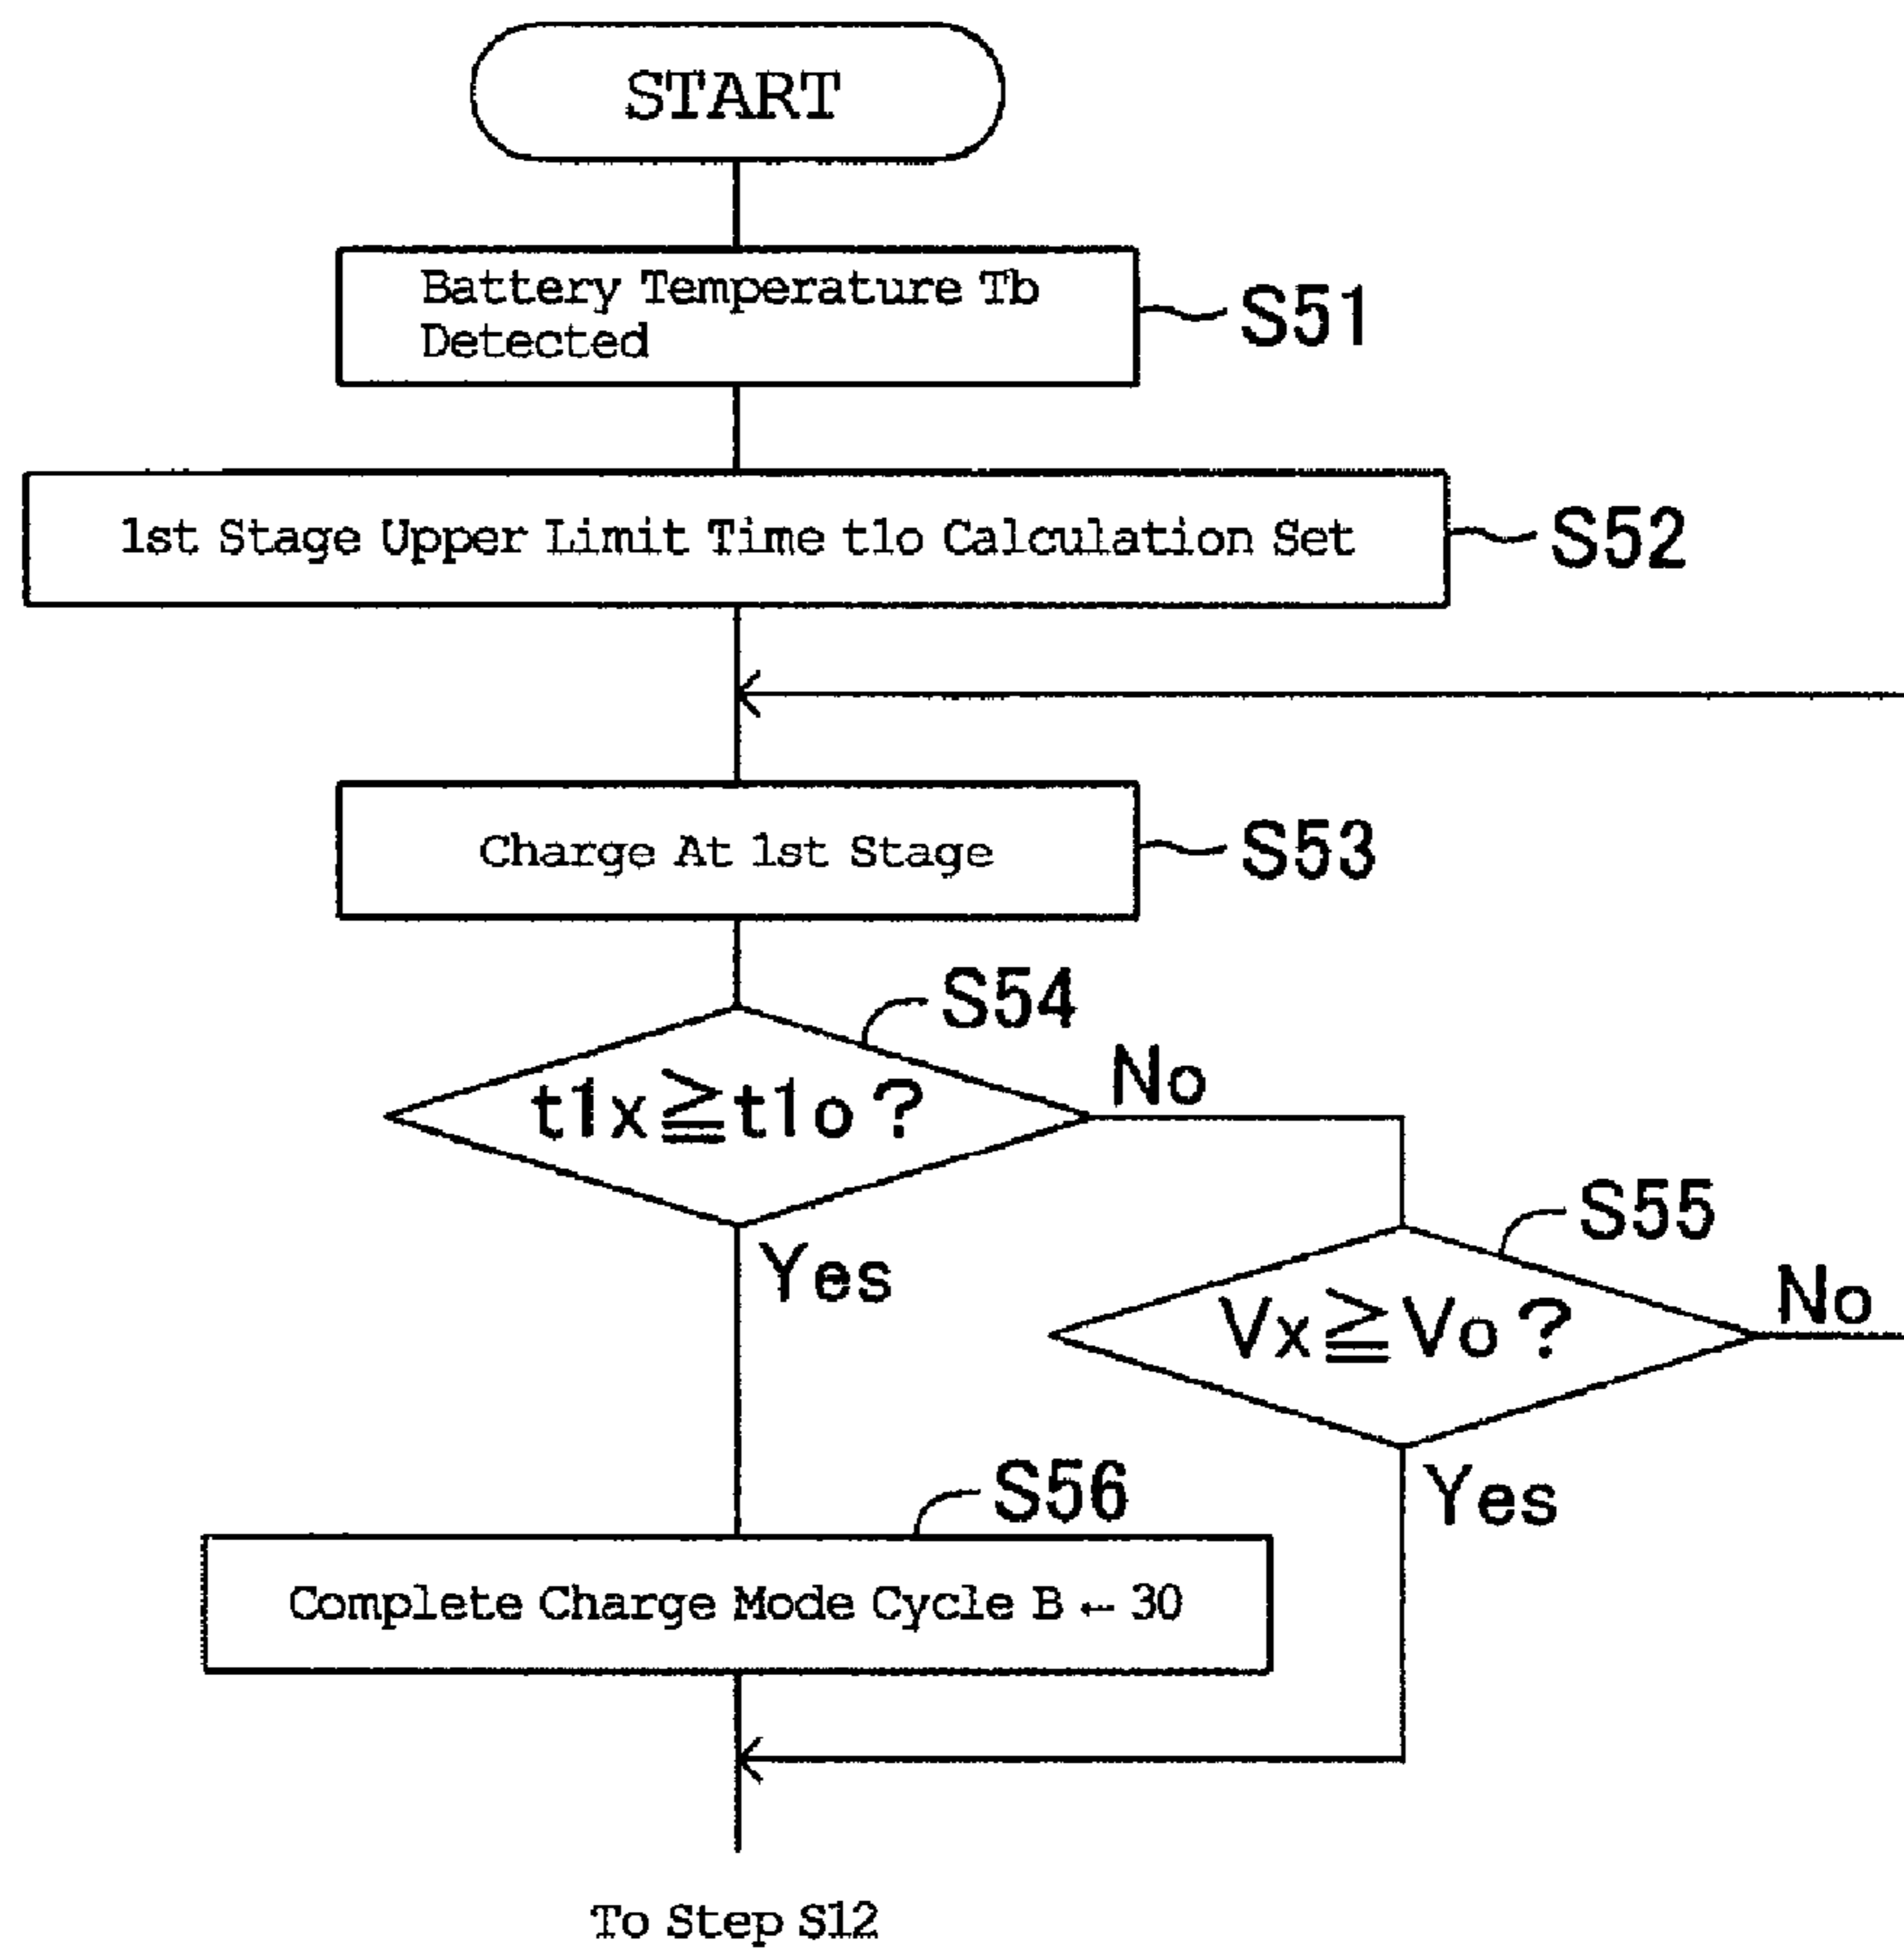 START
Battery Temperature Tb
Detected
S51
1st Stage Upper Limit Time t1o Calculation Set
S52
Charge At 1st Stage
S53
S54
t1x≧t1o?
No
Yes
S55
Vx≧Vo?
No
Yes
S56
Complete Charge Mode Cycle B ← 30
To Step S12